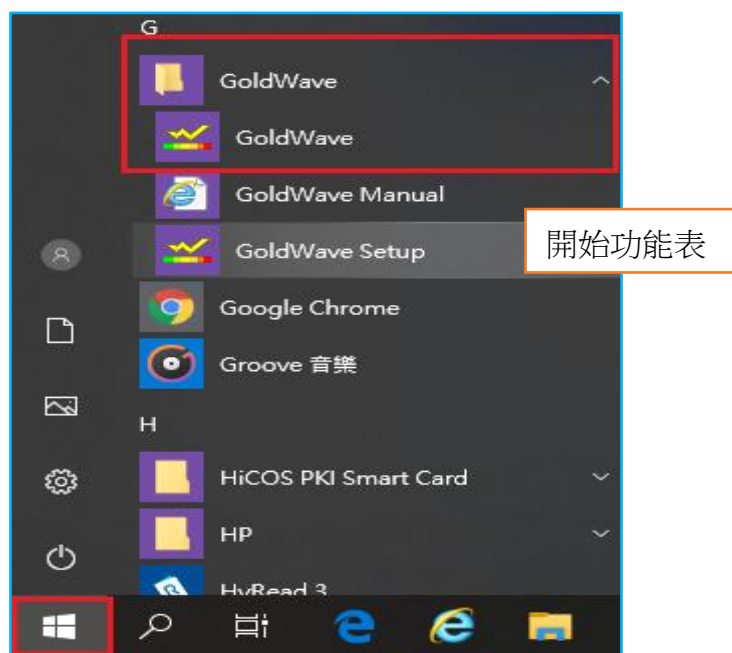 G
GoldWave
GoldWave
GoldWave Manual
GoldWave Setup
開始功能表
Google Chrome
Groove 音樂
H
HiCOS PKI Smart Card
HP
HyRead 3